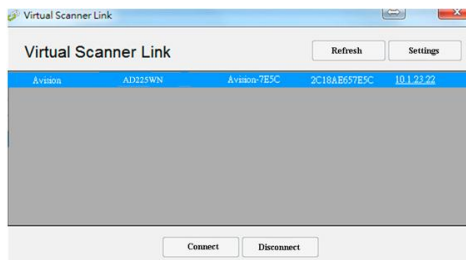 Virtual Scanner Link
Virtual Scanner Link Refresh Settings
Avision AD225WN Avision-7E5C 2C18AE657E5C 10.1.23.22
Connect Disconnect